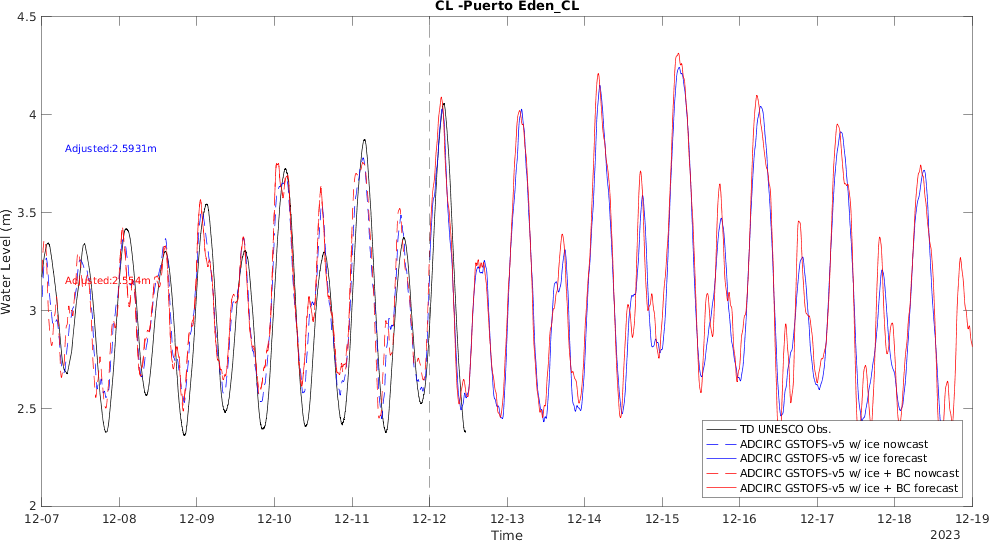 CL -Puerto Eden_CL
4.5
4
3.5
3
2.5
2
Water Level (m)
Adjusted:2.5931m
Adjusted:2.554m
TD UNESCO Obs.
ADCIRC GSTOFS-v5 w/ ice nowcast
ADCIRC GSTOFS-v5 w/ ice forecast
ADCIRC GSTOFS-v5 w/ ice + BC nowcast
ADCIRC GSTOFS-v5 w/ ice + BC forecast
12-07 12-08 12-09 12-10 12-11 12-12 12-13 12-14 12-15 12-16 12-17 12-18 12-19
Time
2023